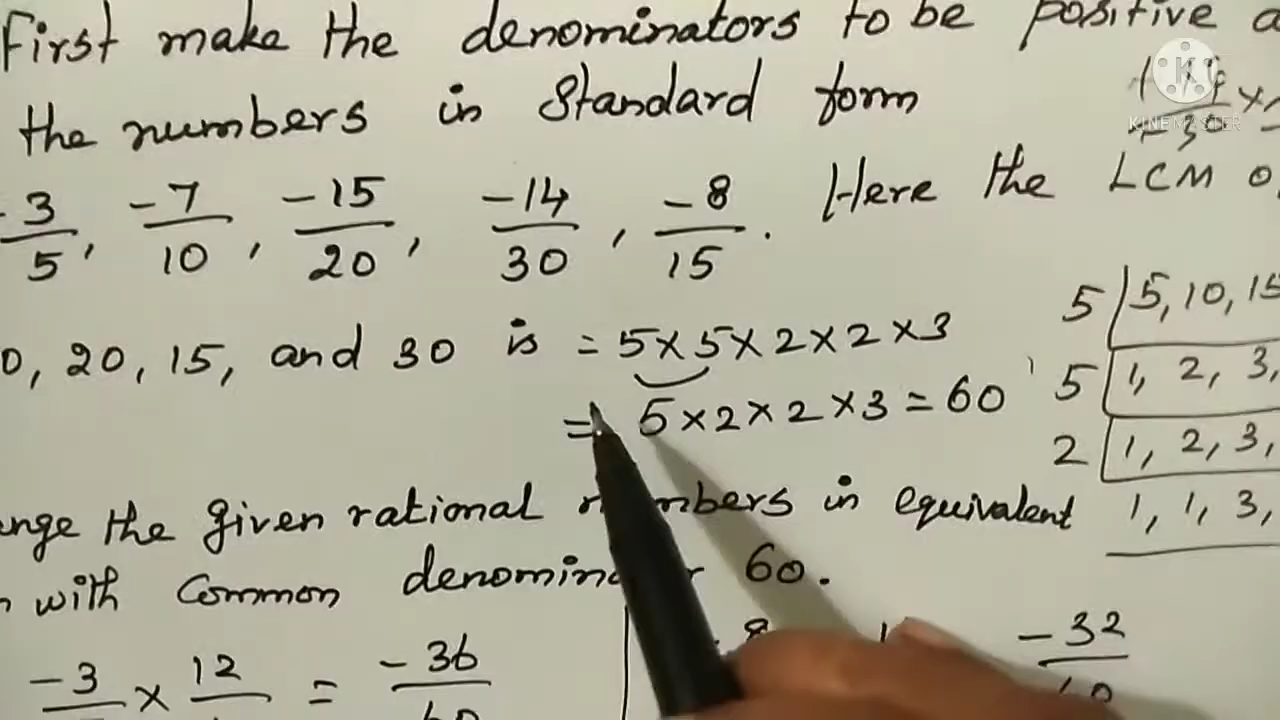 First make the denominators to be positive a
the numbers in Standard form
-3/5, -7/10, -15/20, -14/30, -8/15. Here the LCM o
0, 20, 15, and 30 is = 5×5×2×2×3
= 5×2×2×3 = 60
5 | 5, 10, 15
5 | 1, 2, 3,
2 | 1, 2, 3,
1, 1, 3,
nge the given rational numbers in equivalent
with Common denominator 60.
-3 × 12 = -36/60
-32/60
KINEMASTER